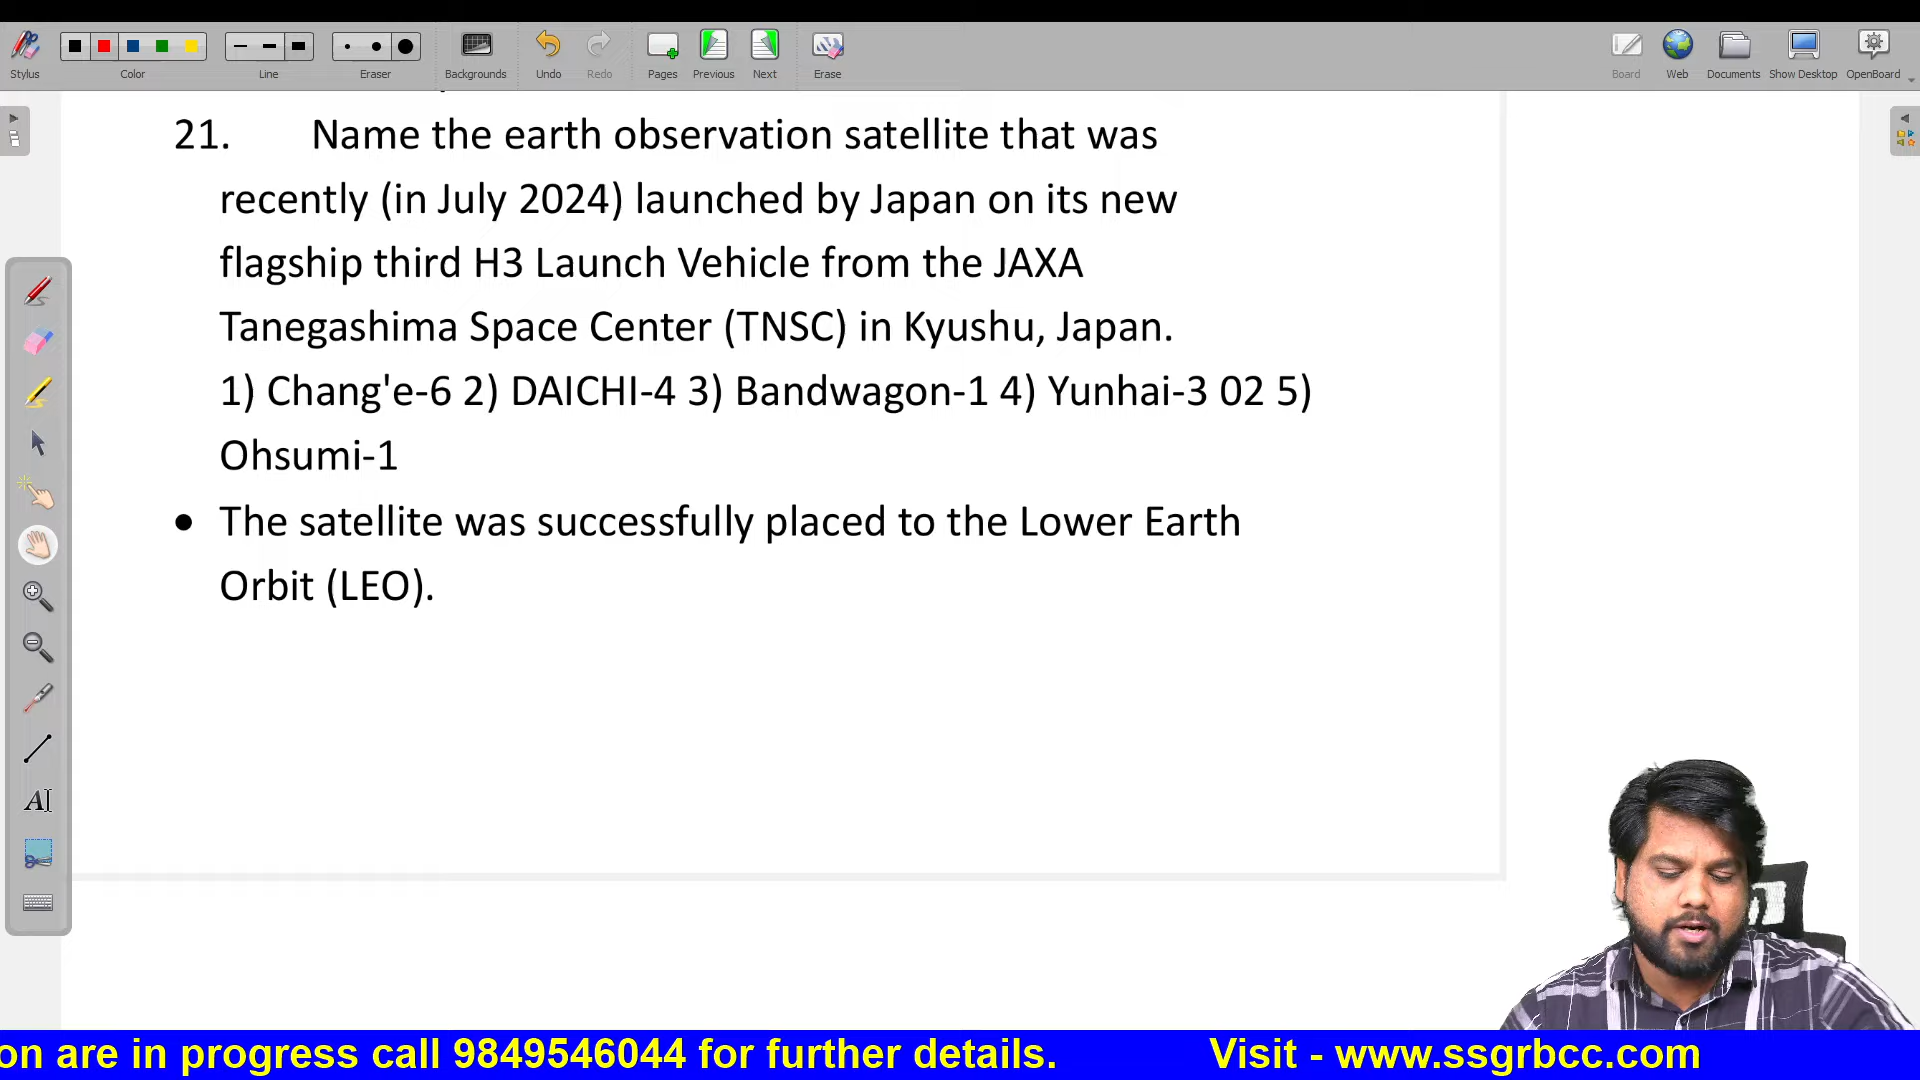 Stylus
Color
Line
Eraser
Backgrounds
Undo
Redo
Pages
Previous
Next
Erase
Board
Web
Documents
Show Desktop
OpenBoard
21. Name the earth observation satellite that was
recently (in July 2024) launched by Japan on its new
flagship third H3 Launch Vehicle from the JAXA
Tanegashima Space Center (TNSC) in Kyushu, Japan.
1) Chang'e-6 2) DAICHI-4 3) Bandwagon-1 4) Yunhai-3 02 5)
Ohsumi-1
• The satellite was successfully placed to the Lower Earth
Orbit (LEO).
on are in progress call 9849546044 for further details. Visit - www.ssgrbcc.com